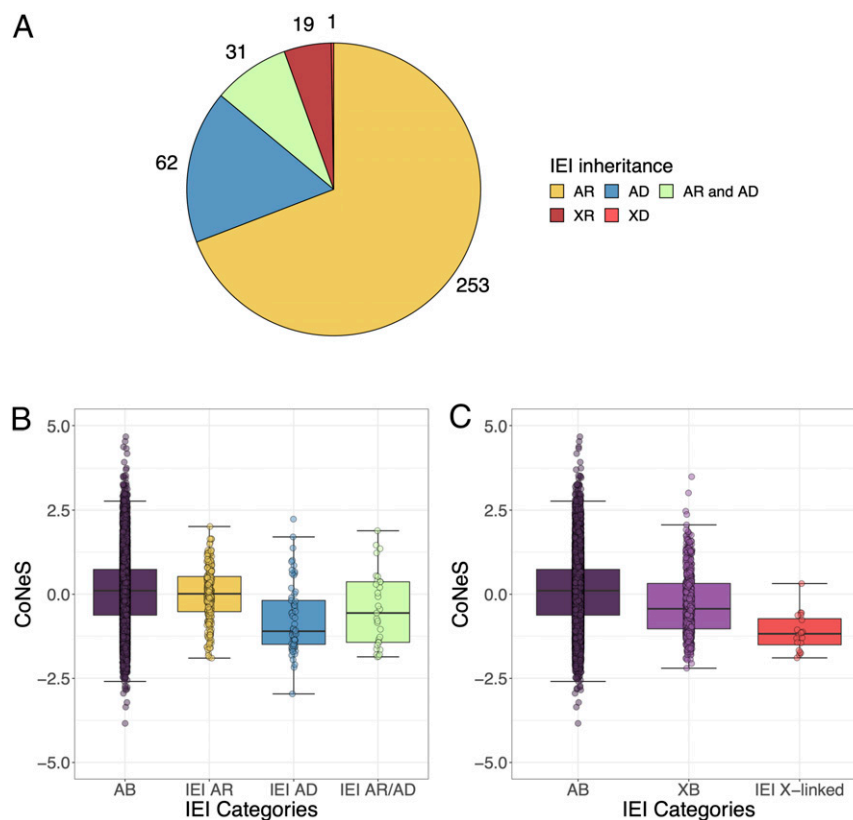 A
19 1
31
62
253
IEI inheritance
AR AD AR and AD
XR XD
B
CoNeS
5.0
2.5
0.0
−2.5
−5.0
AB IEI AR IEI AD IEI AR/AD
IEI Categories
C
CoNeS
5.0
2.5
0.0
−2.5
−5.0
AB XB IEI X−linked
IEI Categories